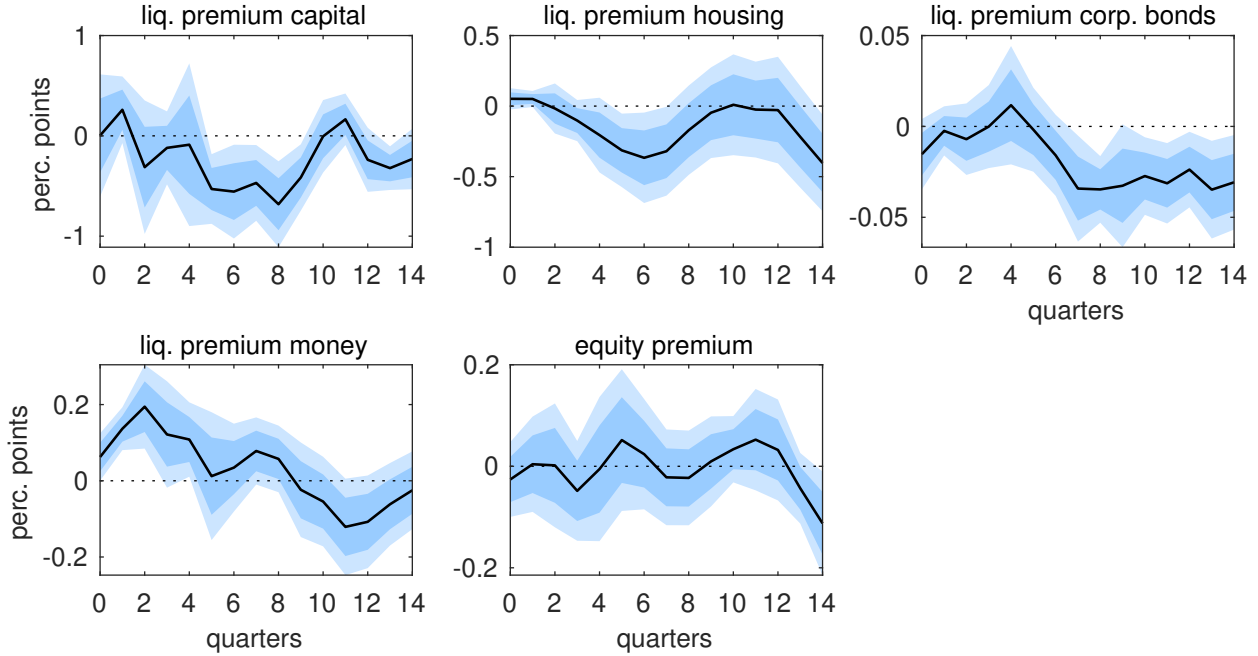 liq. premium capital
perc. points
1
0
-1
0 2 4 6 8 10 12 14
liq. premium housing
0.5
0
-0.5
-1
0 2 4 6 8 10 12 14
liq. premium corp. bonds
0.05
0
-0.05
0 2 4 6 8 10 12 14
quarters
liq. premium money
perc. points
0.2
0
-0.2
0 2 4 6 8 10 12 14
quarters
equity premium
0.2
0
-0.2
0 2 4 6 8 10 12 14
quarters